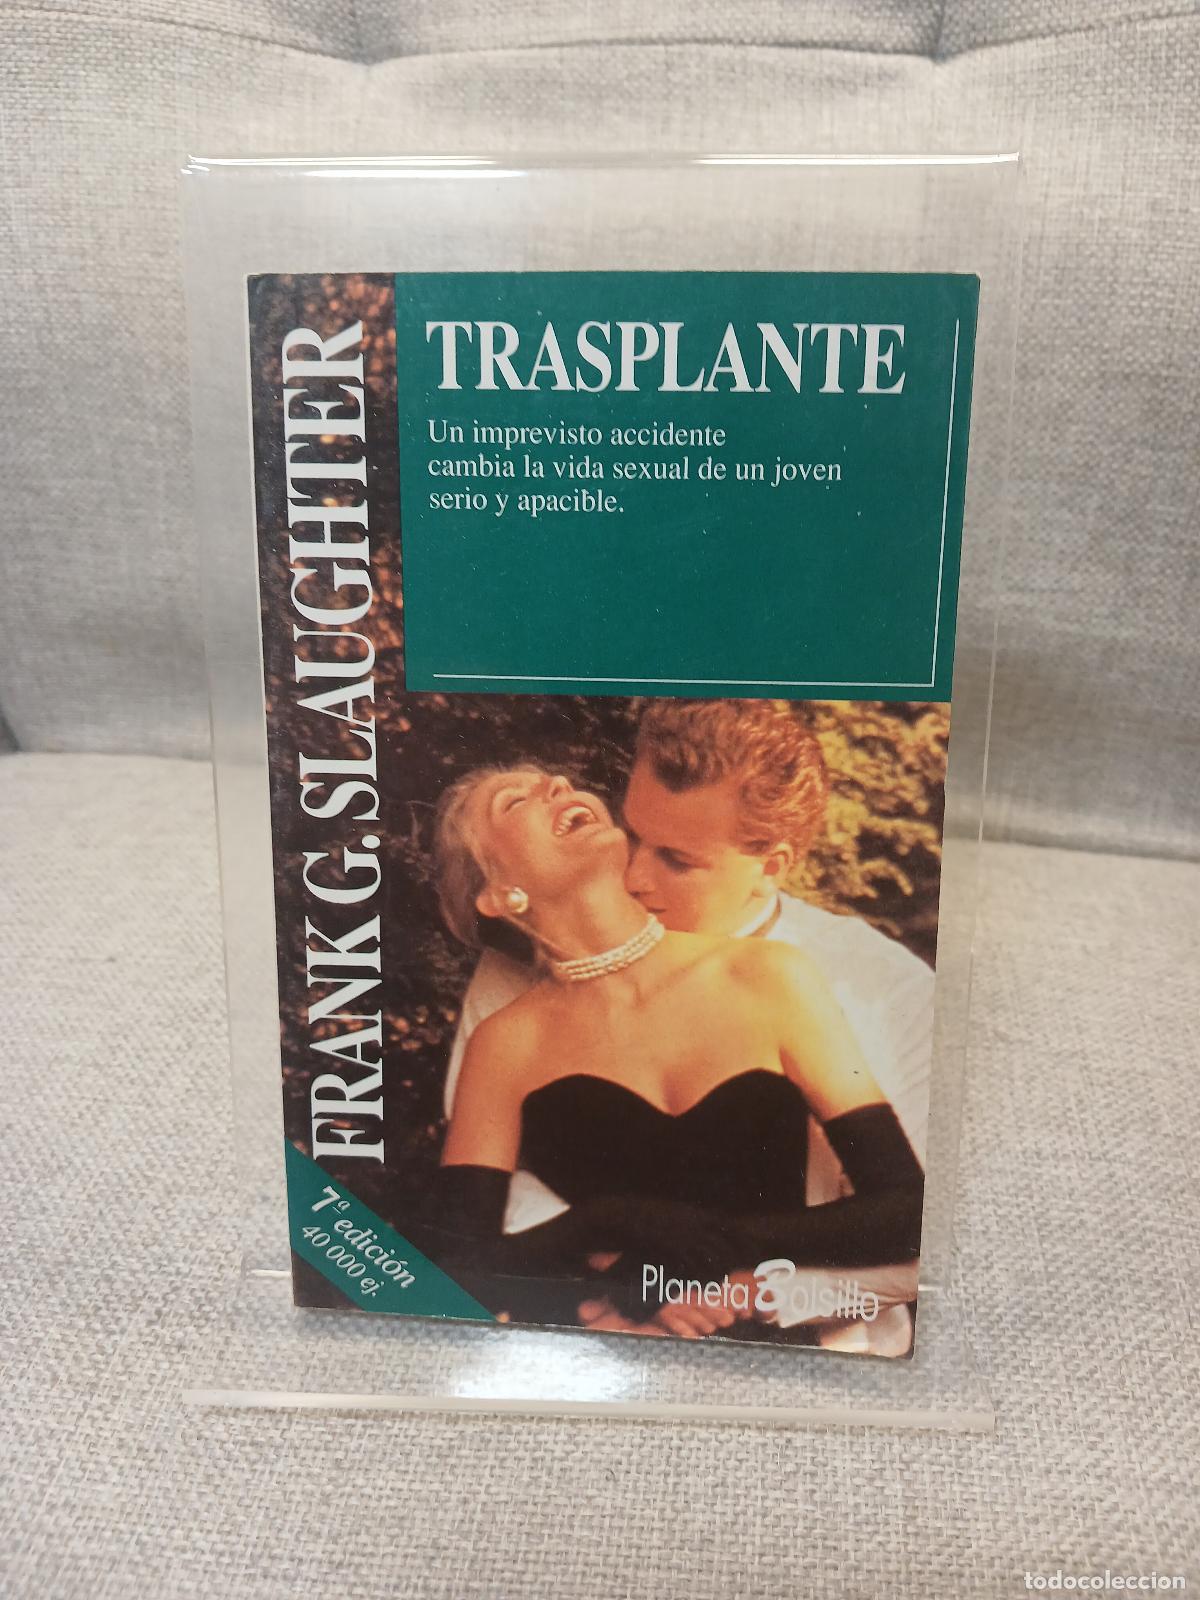 FRANK G. SLAUGHTER
TRASPLANTE
Un imprevisto accidente
cambia la vida sexual de un joven
serio y apacible.
7ª edición
40 000 ej.
Planeta Bolsillo
todocoleccion